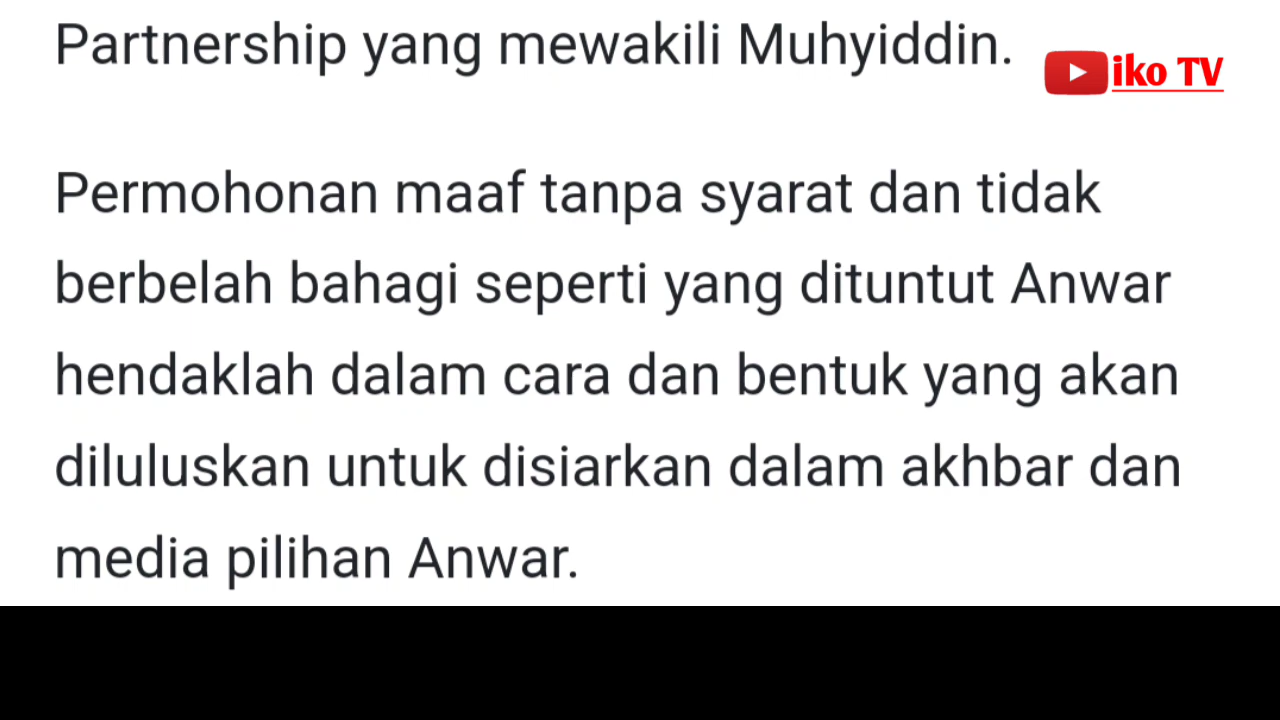 Partnership yang mewakili Muhyiddin.
iko TV
Permohonan maaf tanpa syarat dan tidak
berbelah bahagi seperti yang dituntut Anwar
hendaklah dalam cara dan bentuk yang akan
diluluskan untuk disiarkan dalam akhbar dan
media pilihan Anwar.